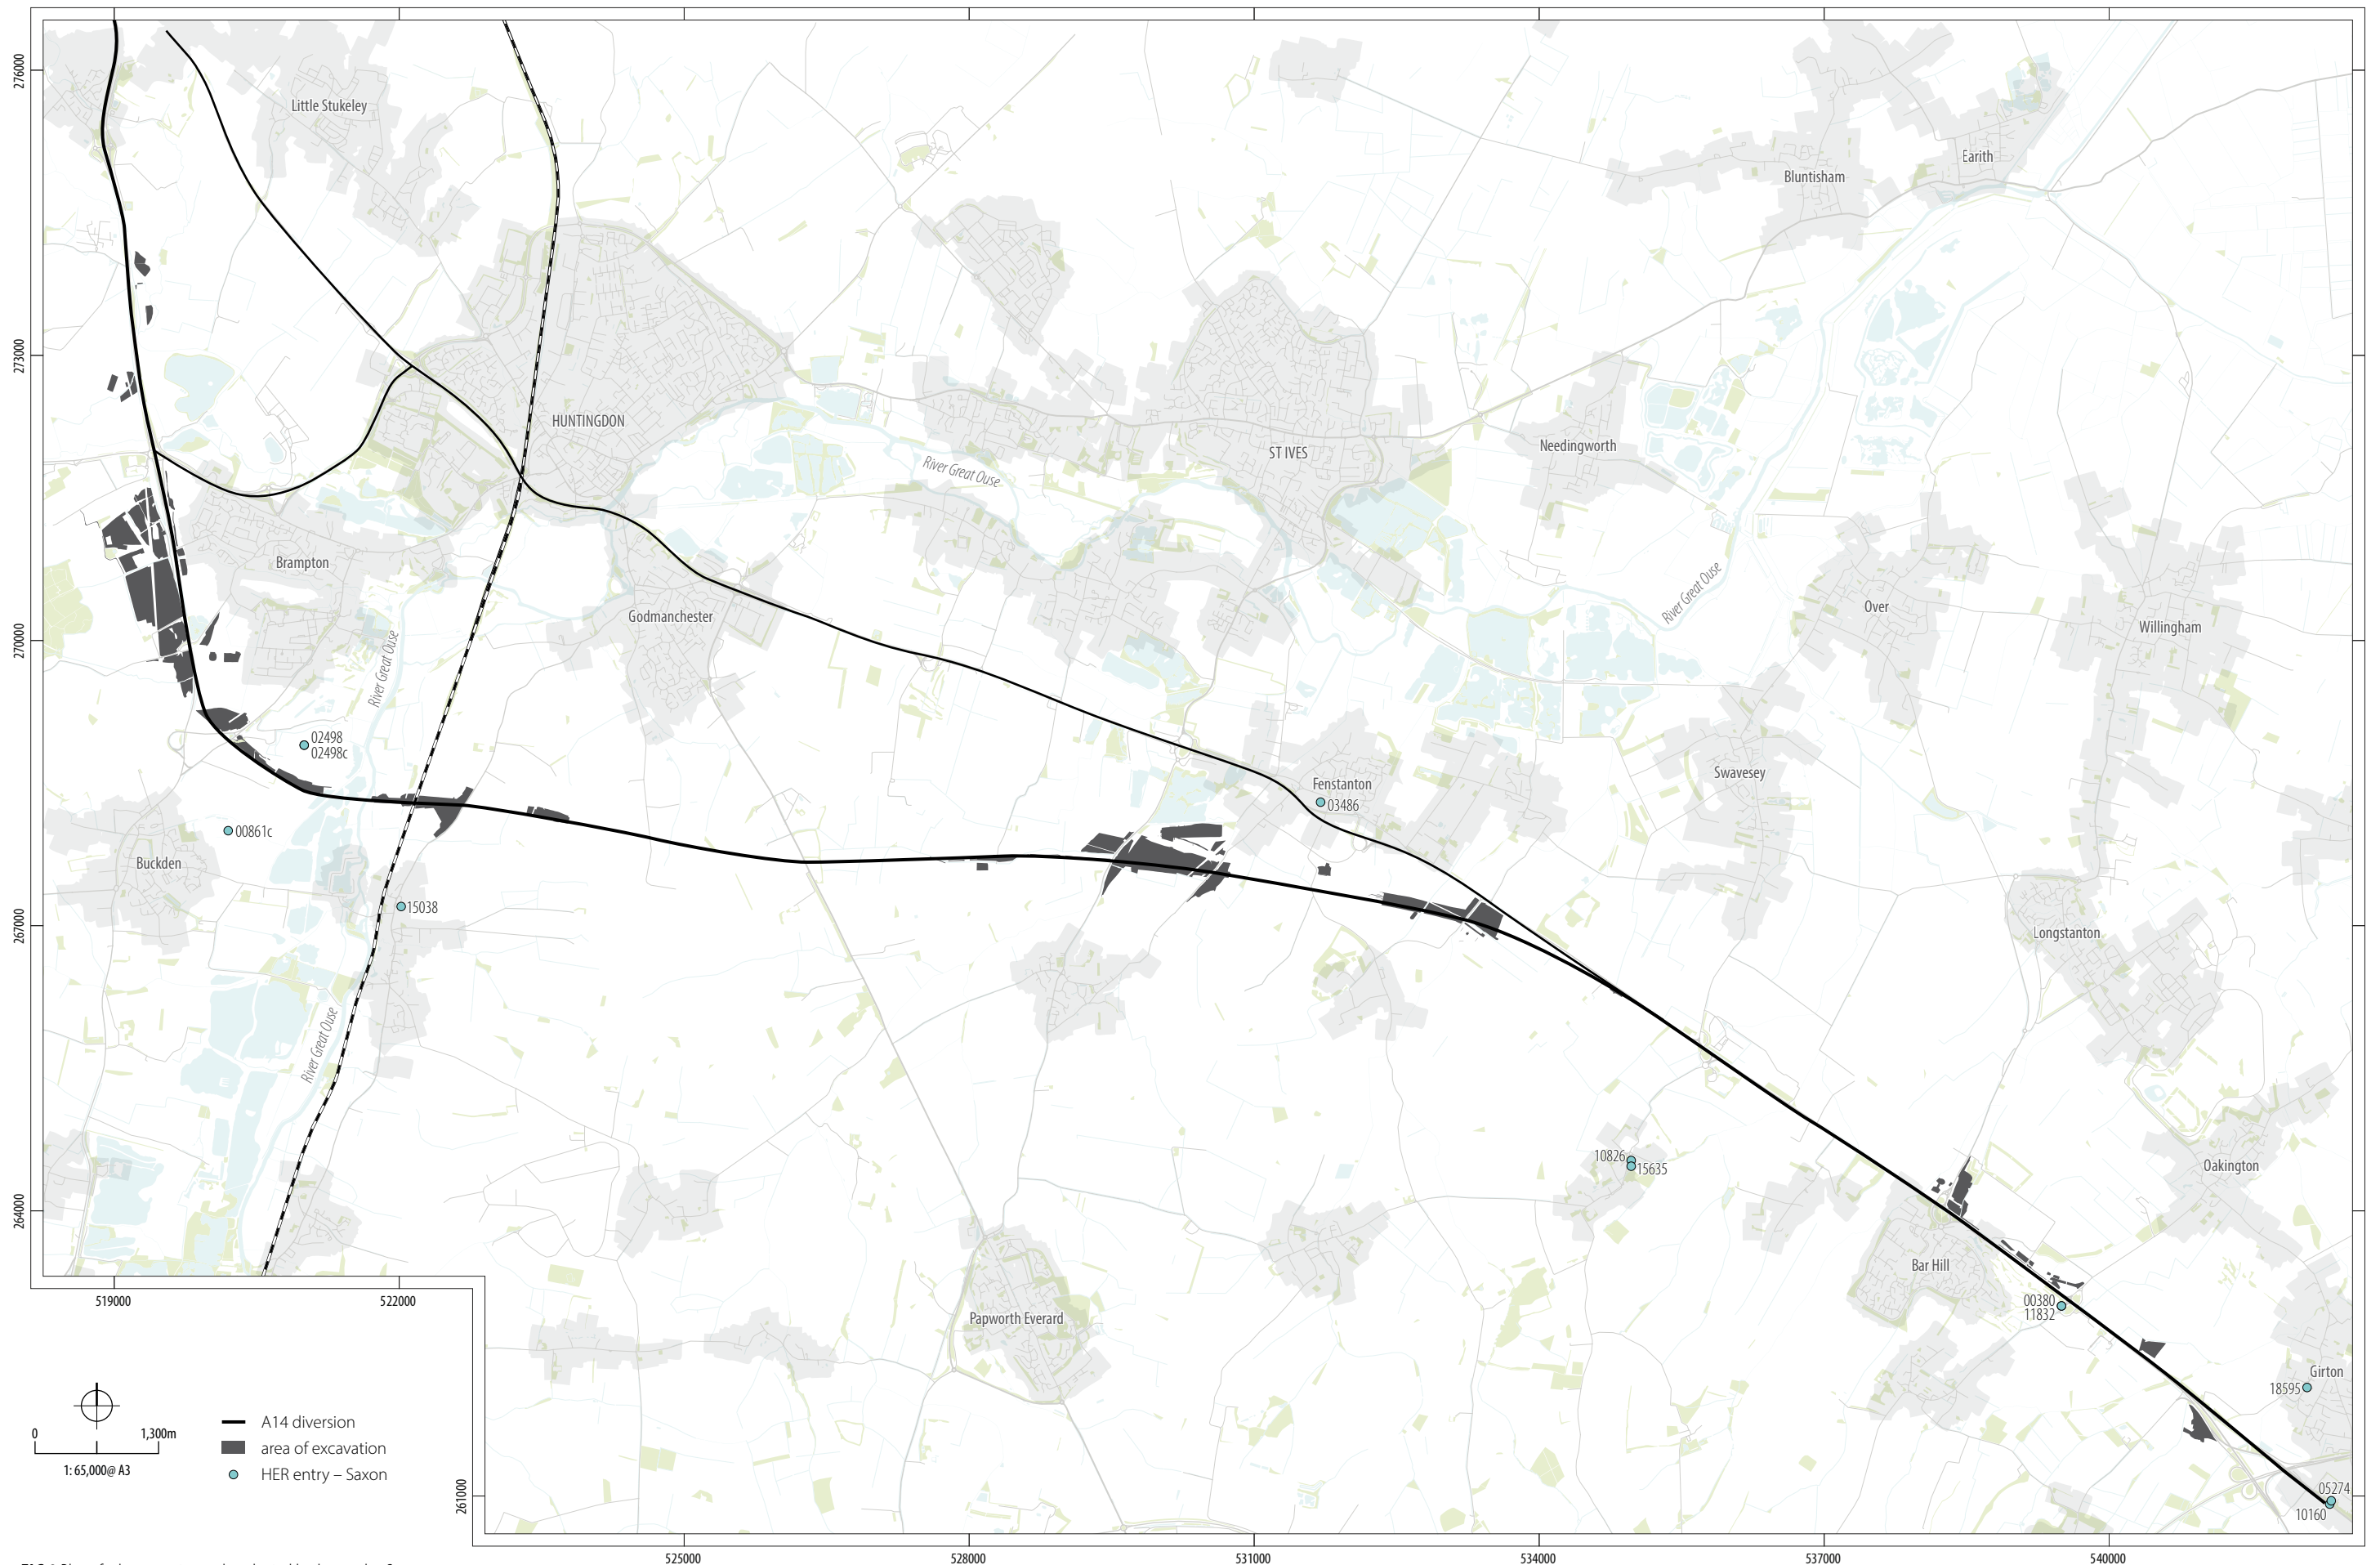 276000
273000
270000
267000
264000
261000
Little Stukeley
Bluntisham
Earith
HUNTINGDON
ST IVES
Needingworth
River Great Ouse
Brampton
Godmanchester
River Great Ouse
River Great Ouse
Over
Willingham
02498
02498c
Swavesey
Fenstanton
03486
00861c
Buckden
15038
Longstanton
River Great Ouse
10826
15635
Oakington
Bar Hill
00380
11832
Papworth Everard
Girton
18595
05274
10160
519000
522000
525000
528000
531000
534000
537000
540000
0 1,300m
1: 65,000@ A3
A14 diversion
area of excavation
HER entry – Saxon